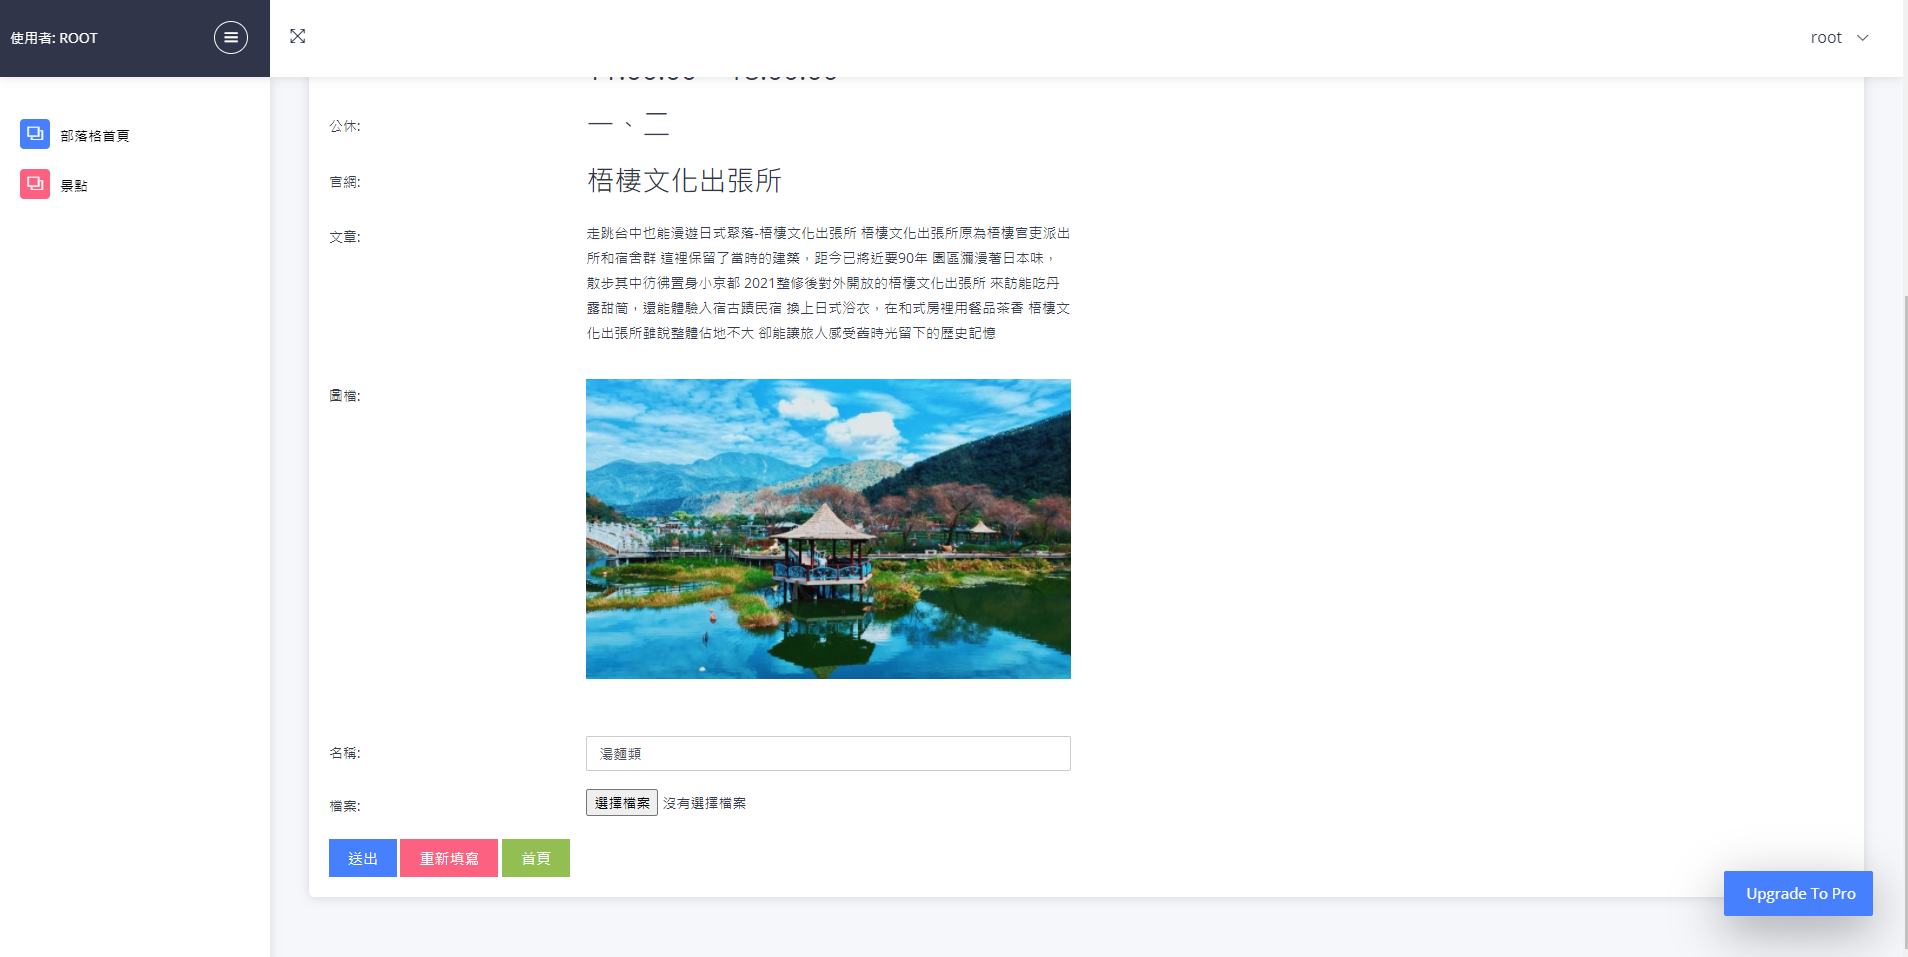 使用者: ROOT
root
部落格首頁
景點
公休:
一、二
官網:
梧棲文化出張所
文章:
走跳台中也能漫遊日式聚落-梧棲文化出張所 梧棲文化出張所原為梧棲官吏派出
所和宿舍群 這裡保留了當時的建築，距今已將近要90年 園區瀰漫著日本味，
散步其中彷彿置身小京都 2021整修後對外開放的梧棲文化出張所 來訪能吃丹
露甜筒，還能體驗入宿古蹟民宿 換上日式浴衣，在和式房裡用餐品茶香 梧棲文
化出張所雖說整體佔地不大 卻能讓旅人感受舊時光留下的歷史記憶
圖檔:
名稱:
湯麵類
檔案:
選擇檔案 沒有選擇檔案
送出
重新填寫
首頁
Upgrade To Pro